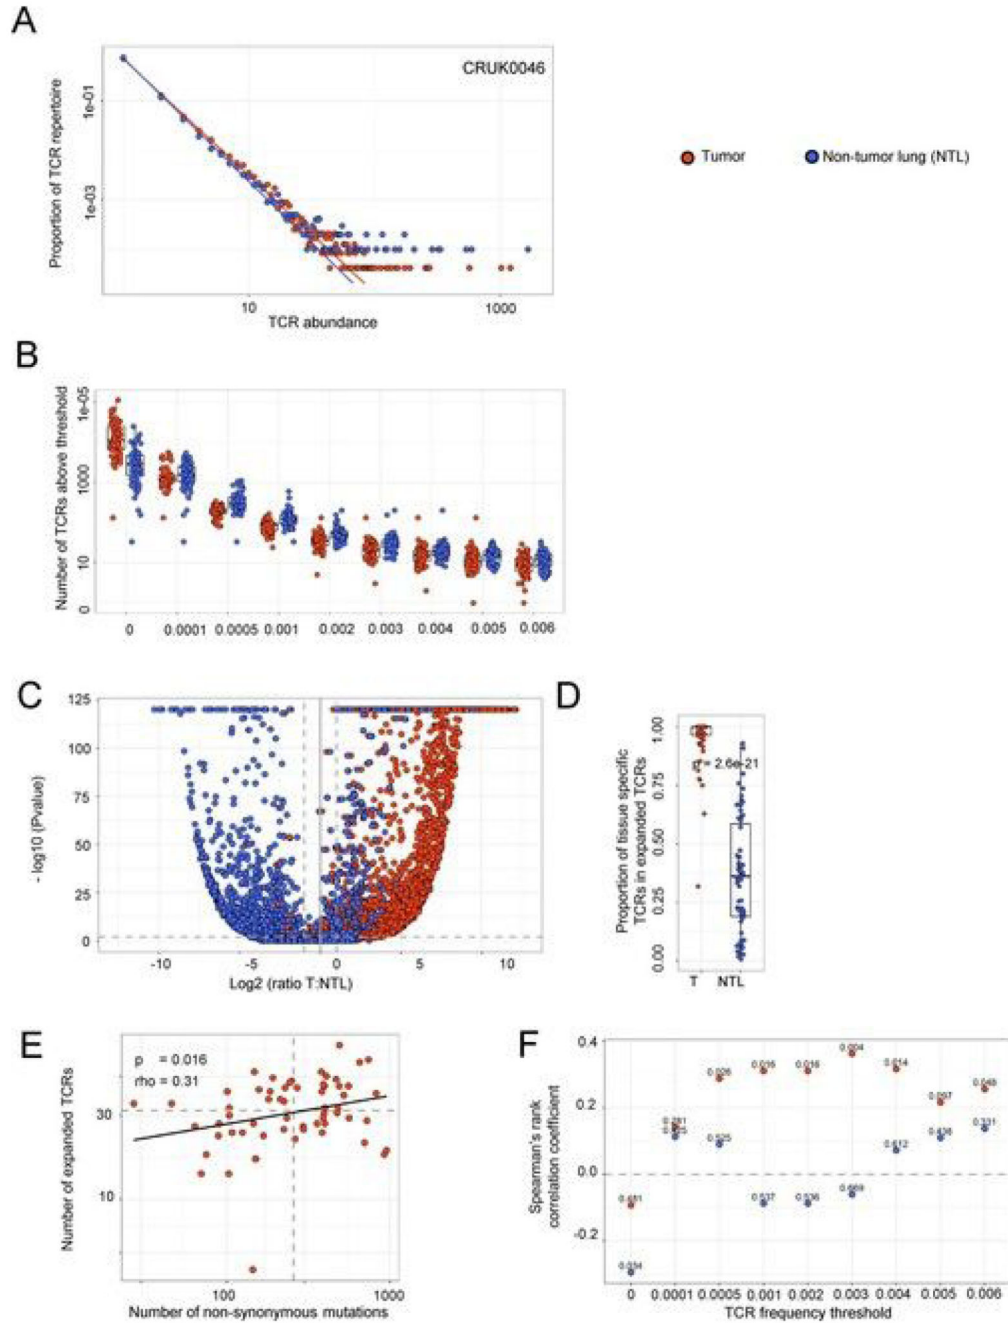 A
CRUK0046
Proportion of TCR repertoire
1e-01
1e-03
10
1000
TCR abundance
Tumor
Non-tumor lung (NTL)
B
Number of TCRs above threshold
1e-05
1000
10
0
0 0.0001 0.0005 0.001 0.002 0.003 0.004 0.005 0.006
C
- log10 (Pvalue)
125
100
75
50
25
0
-10 -5 0 5 10
Log2 (ratio T:NTL)
D
Proportion of tissue specific
TCRs in expanded TCRs
1.00
0.75
0.50
0.25
0.00
= 2.6e-21
T NTL
E
p = 0.016
rho = 0.31
Number of expanded TCRs
30
10
100 1000
Number of non-synonymous mutations
F
Spearman's rank
correlation coefficient
0.4
0.2
0.0
-0.2
0.004
0.016
0.016
0.014
0.026
0.048
0.097
0.281
0.331
0.436
0.525
0.612
0.669
0.537
0.536
0 0.0001 0.0005 0.001 0.002 0.003 0.004 0.005 0.006
TCR frequency threshold